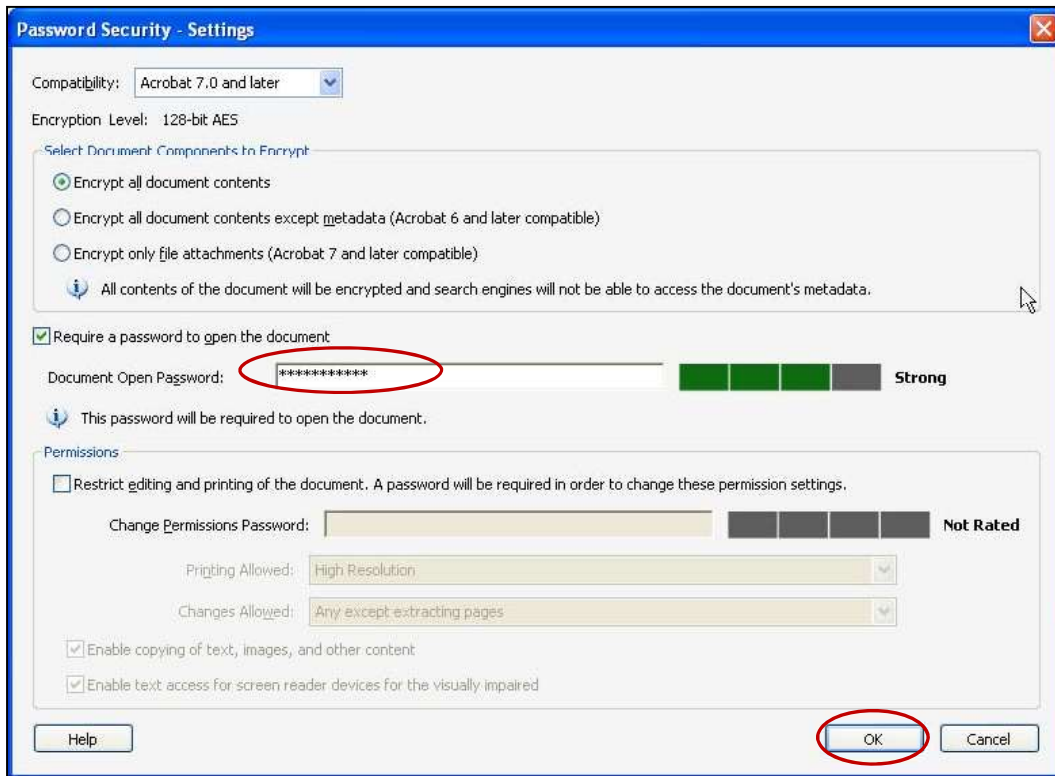 Password Security - Settings
Compatibility: Acrobat 7.0 and later
Encryption Level: 128-bit AES
Select Document Components to Encrypt
Encrypt all document contents
Encrypt all document contents except metadata (Acrobat 6 and later compatible)
Encrypt only file attachments (Acrobat 7 and later compatible)
All contents of the document will be encrypted and search engines will not be able to access the document's metadata.
Require a password to open the document
Document Open Password: *********** Strong
This password will be required to open the document.
Permissions
Restrict editing and printing of the document. A password will be required in order to change these permission settings.
Change Permissions Password: Not Rated
Printing Allowed: High Resolution
Changes Allowed: Any except extracting pages
Enable copying of text, images, and other content
Enable text access for screen reader devices for the visually impaired
Help OK Cancel